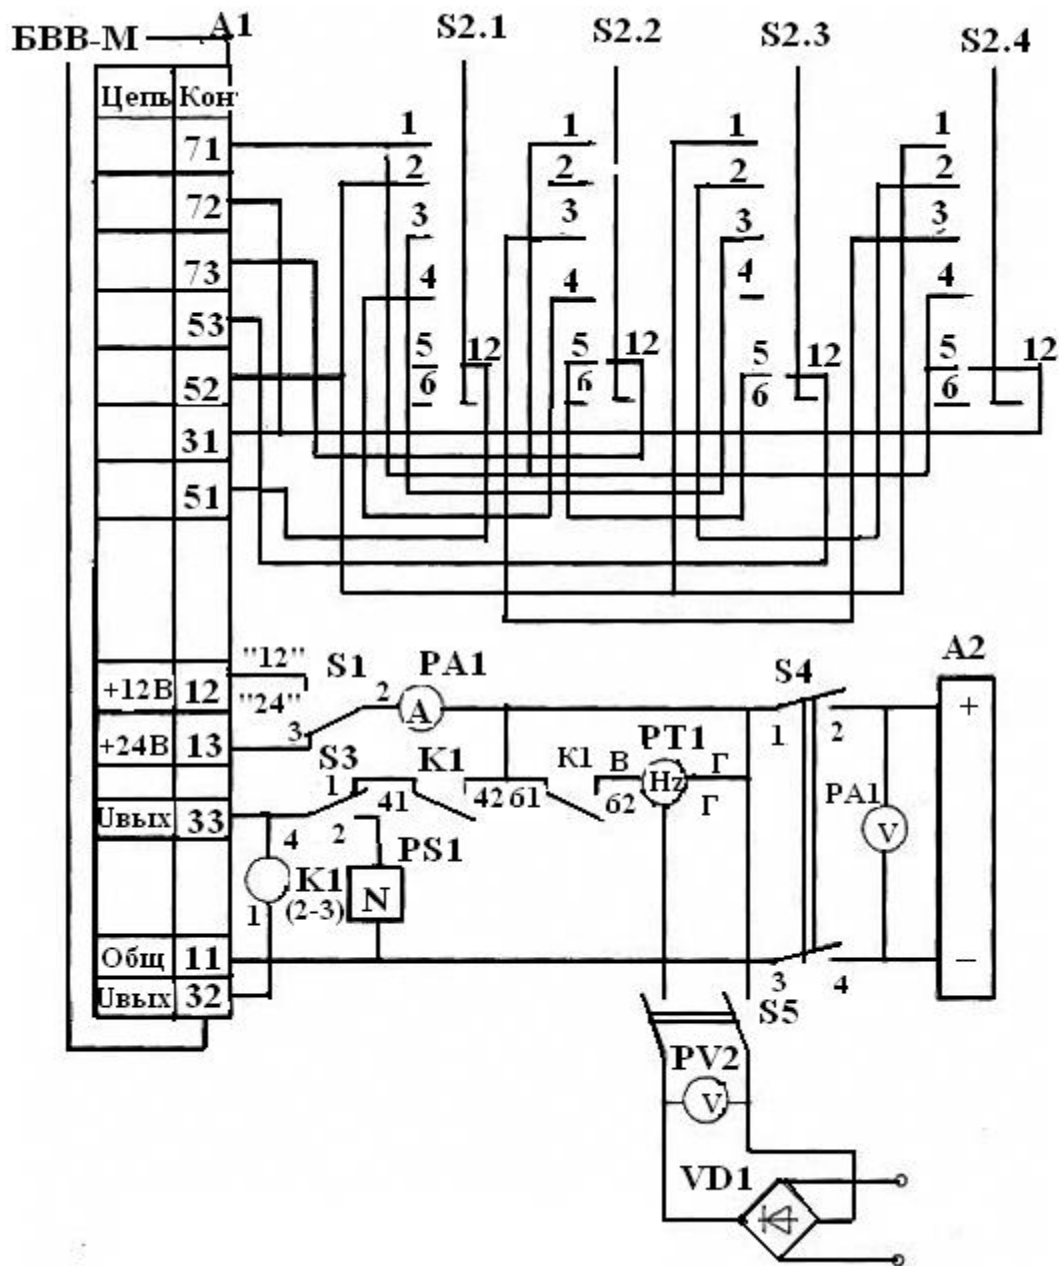 БВВ-М A1 S2.1 S2.2 S2.3 S2.4
Цепь Кон
71 1 1 1 1
72 2 2 2 2
3 3 3 3
73 4 4 4 4
53 5 12 5 12 5 12 5 12
52 6 6 6 6
31
51
"12" S1 PA1 S4 A2
+12В 12 "24" 2 A 1 2 +
+24В 13 3 S3 K1 К1 В PT1 Г
1 41 42 61 62 Hz Г PA1
Uвых 33 4 2 PS1 V
K1 N
1 (2-3)
Общ 11 3 4 –
Uвых 32 S5
PV2
V
VD1